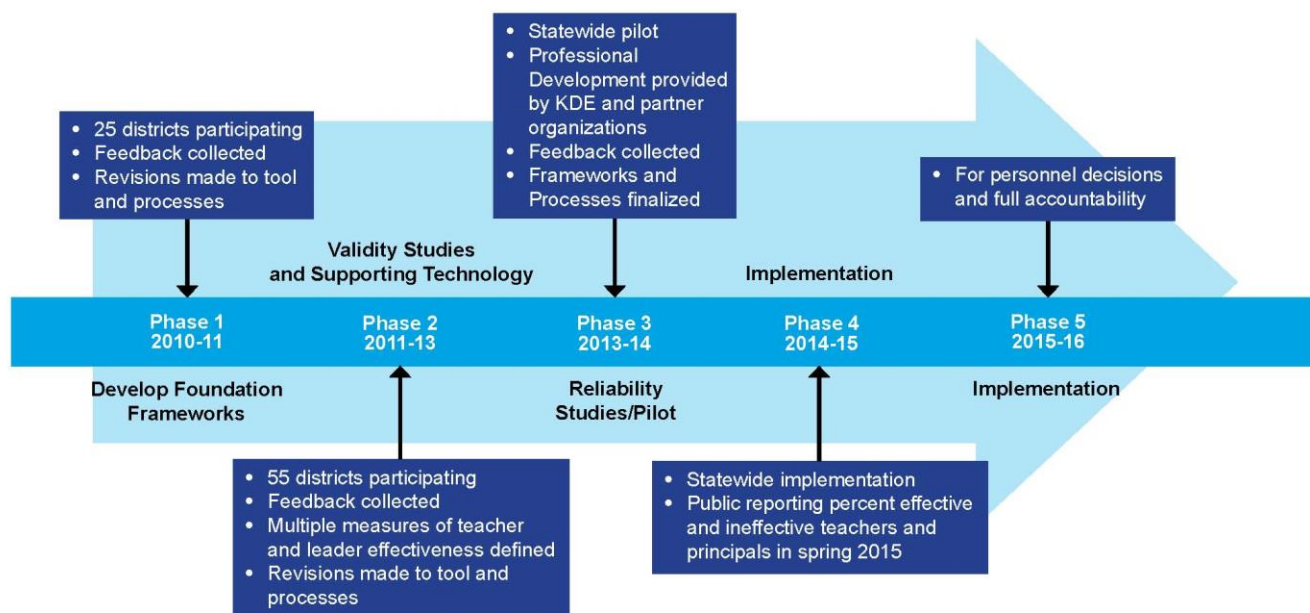 • Statewide pilot
• Professional
Development provided
by KDE and partner
organizations
• Feedback collected
• Frameworks and
Processes finalized
• 25 districts participating
• Feedback collected
• Revisions made to tool
and processes
• For personnel decisions
and full accountability
Validity Studies
and Supporting Technology
Implementation
Phase 1
2010-11
Phase 2
2011-13
Phase 3
2013-14
Phase 4
2014-15
Phase 5
2015-16
Develop Foundation
Frameworks
Reliability
Studies/Pilot
Implementation
• 55 districts participating
• Feedback collected
• Multiple measures of teacher
and leader effectiveness defined
• Revisions made to tool and
processes
• Statewide implementation
• Public reporting percent effective
and ineffective teachers and
principals in spring 2015